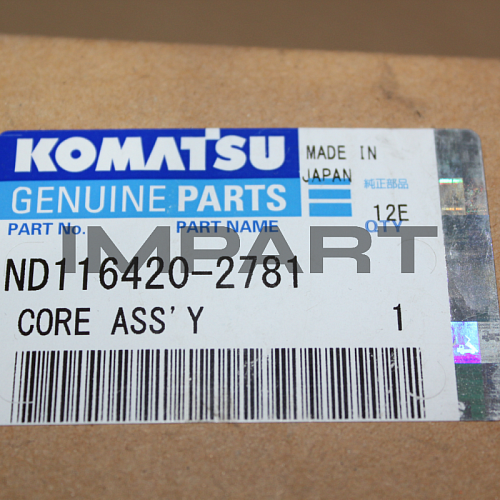 KOMATSU
MADE IN
JAPAN
GENUINE PARTS
純正部品
12E
PART No.
PART NAME
QTY
IMPART
ND116420-2781
CORE ASS'Y
1